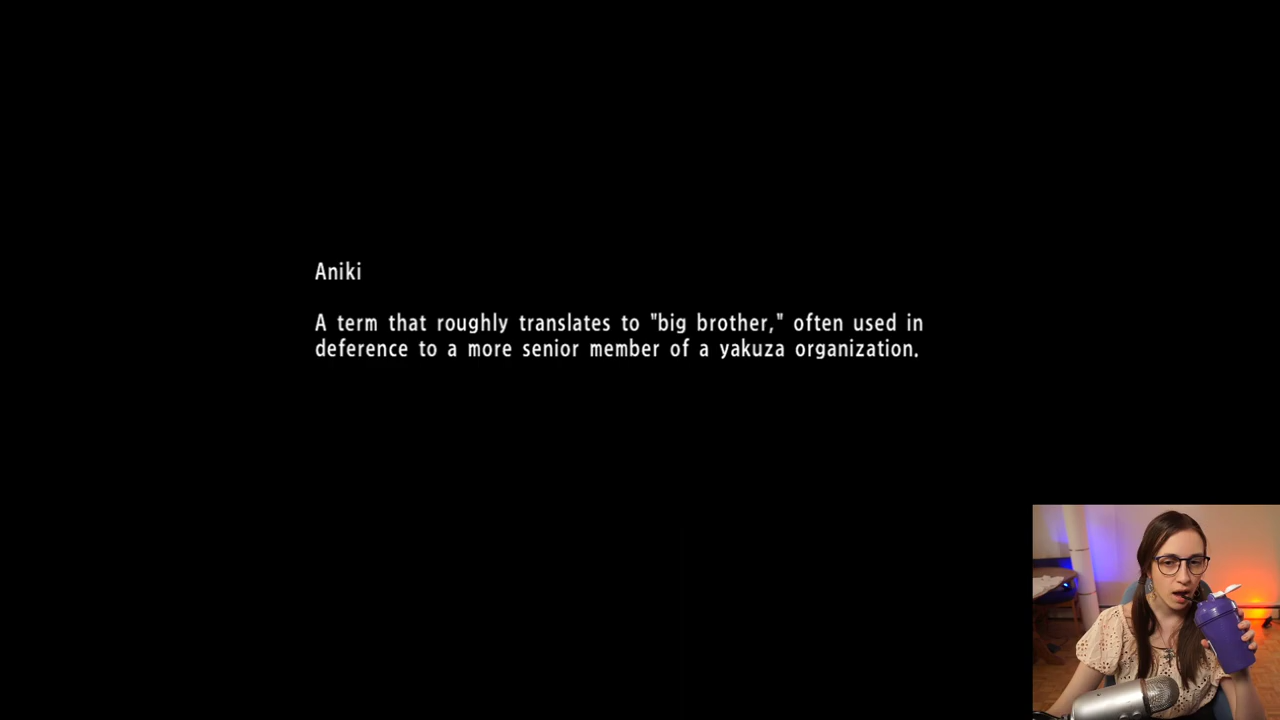 Aniki
A term that roughly translates to "big brother," often used in
deference to a more senior member of a yakuza organization.